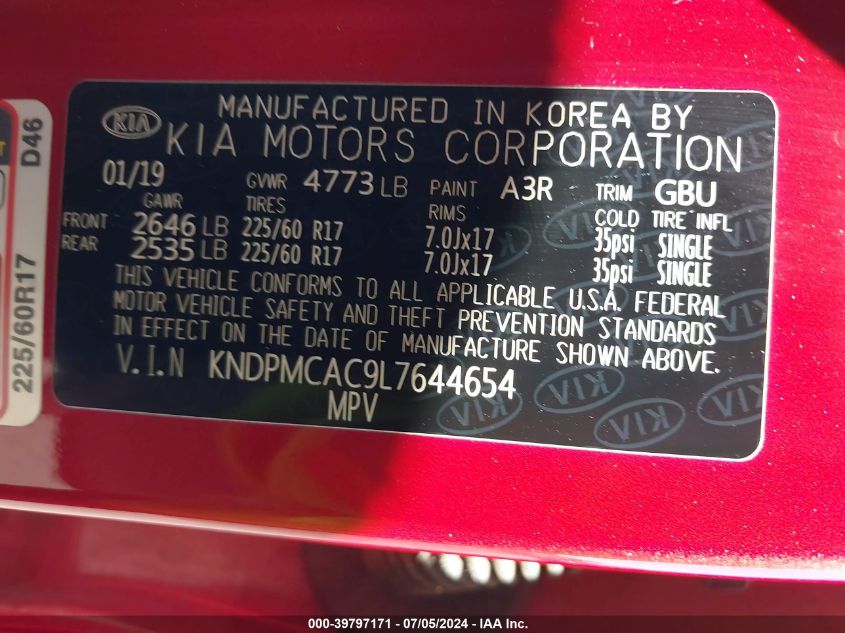 KIA
MANUFACTURED IN KOREA BY
KIA MOTORS CORPORATION
01/19 GVWR 4773 LB PAINT A3R TRIM GBU
GAWR TIRES RIMS COLD TIRE INFL
FRONT 2646 LB 225/60 R17 7.0Jx17 35psi SINGLE
REAR 2535 LB 225/60 R17 7.0Jx17 35psi SINGLE
THIS VEHICLE CONFORMS TO ALL APPLICABLE U.S.A. FEDERAL
MOTOR VEHICLE SAFETY AND THEFT PREVENTION STANDARDS
IN EFFECT ON THE DATE OF MANUFACTURE SHOWN ABOVE.
V.I.N KNDPMCAC9L7644654
MPV
D46
225/60R17
000-39797171 / 07/05/2024 - IAAI.com